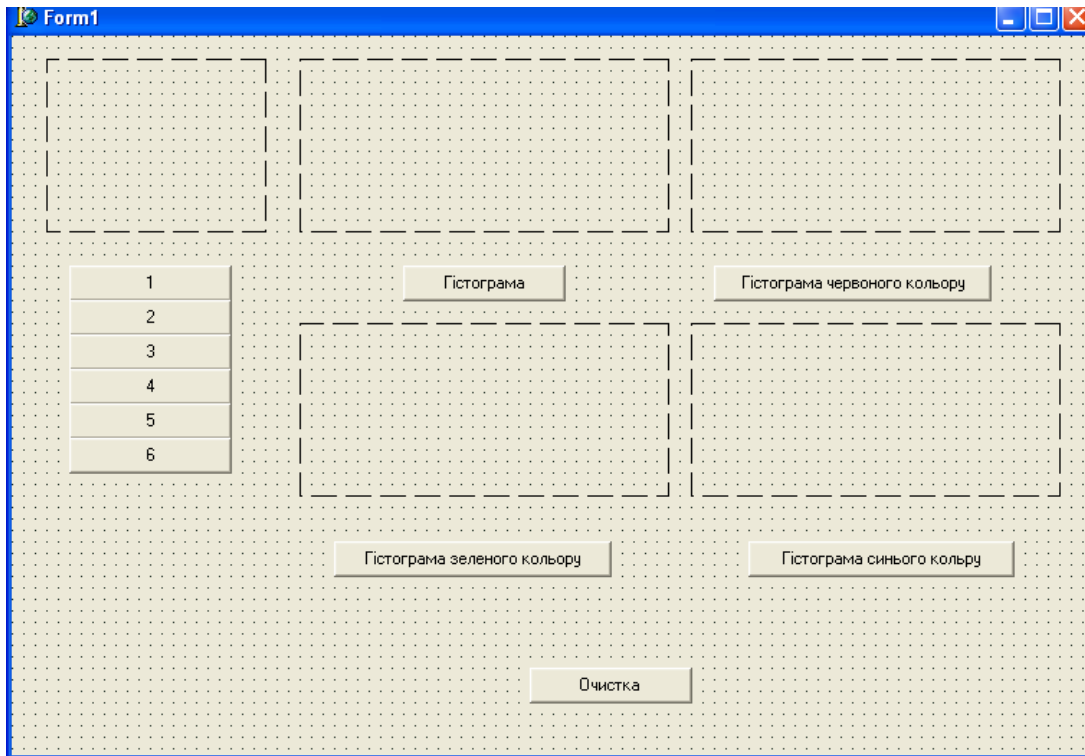 Form1
1
Гістограма
Гістограма червоного кольору
2
3
4
5
6
Гістограма зеленого кольору
Гістограма синього кольру
Очистка